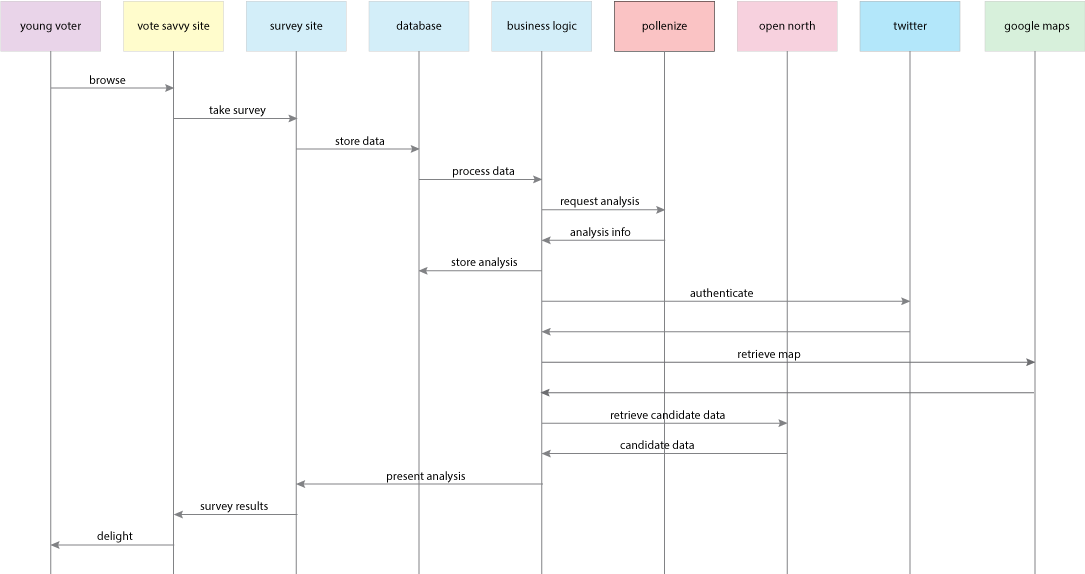 young voter
vote savvy site
survey site
database
business logic
pollenize
open north
twitter
google maps
browse
take survey
store data
process data
request analysis
analysis info
store analysis
authenticate
retrieve map
retrieve candidate data
candidate data
present analysis
survey results
delight